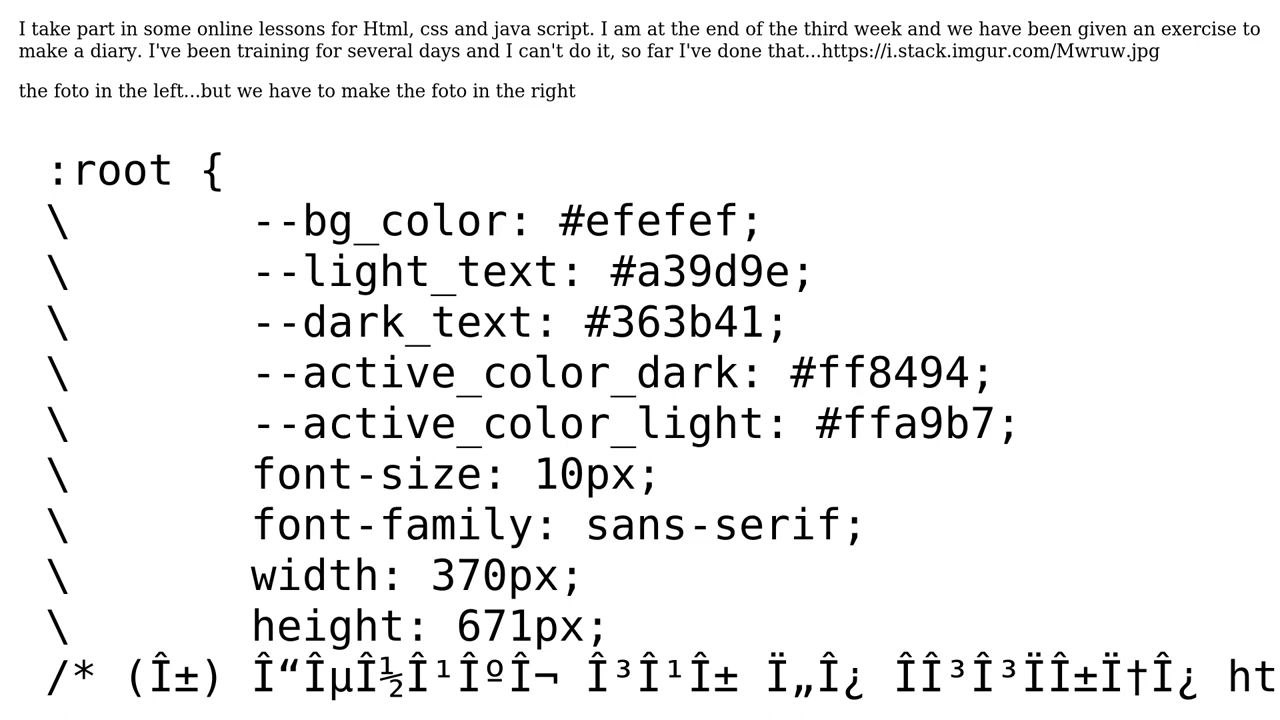 I take part in some online lessons for Html, css and java script. I am at the end of the third week and we have been given an exercise to
make a diary. I've been training for several days and I can't do it, so far I've done that...https://i.stack.imgur.com/Mwruw.jpg
the foto in the left...but we have to make the foto in the right
:root {
\ --bg_color: #efefef;
\ --light_text: #a39d9e;
\ --dark_text: #363b41;
\ --active_color_dark: #ff8494;
\ --active_color_light: #ffa9b7;
\ font-size: 10px;
\ font-family: sans-serif;
\ width: 370px;
\ height: 671px;
/* (Î±) Î“ÎµÎ½Î¹ÎºÎ¬ Î³Î¹Î± Ï„Î¿ ÎÎ³Î³ÏÎ±Ï†Î¿ ht